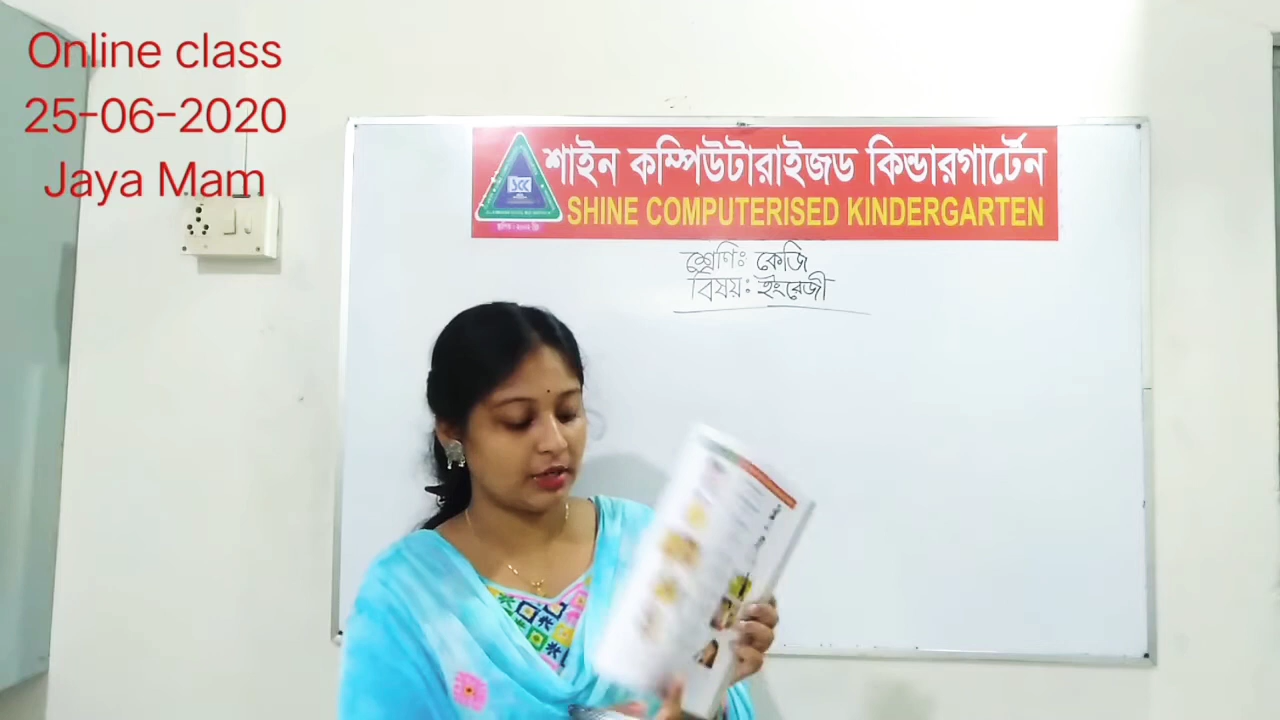 Online class
25-06-2020
Jaya Mam
শাইন কম্পিউটারাইজড কিন্ডারগার্টেন
SHINE COMPUTERISED KINDERGARTEN
শ্রেণিঃ কেজি
বিষয়ঃ ইংরেজী